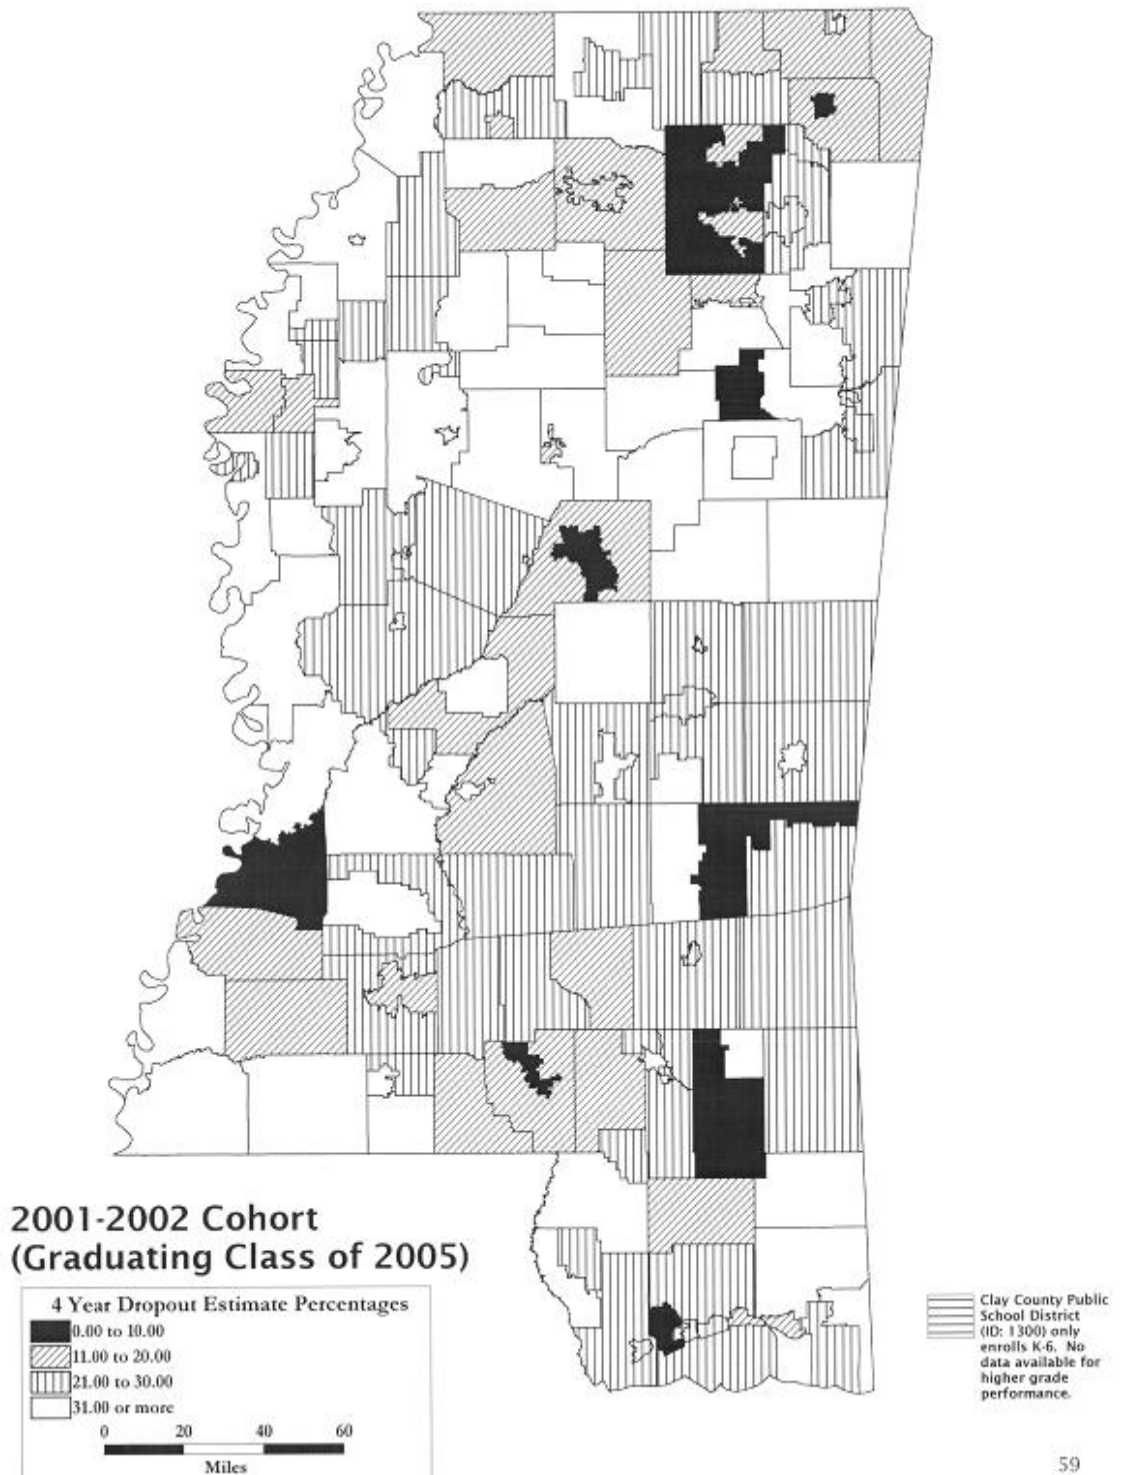 2001-2002 Cohort
(Graduating Class of 2005)
4 Year Dropout Estimate Percentages
0.00 to 10.00
11.00 to 20.00
21.00 to 30.00
31.00 or more
0 20 40 60
Miles
Clay County Public
School District
(ID: 1300) only
enrolls K-6. No
data available for
higher grade
performance.
59